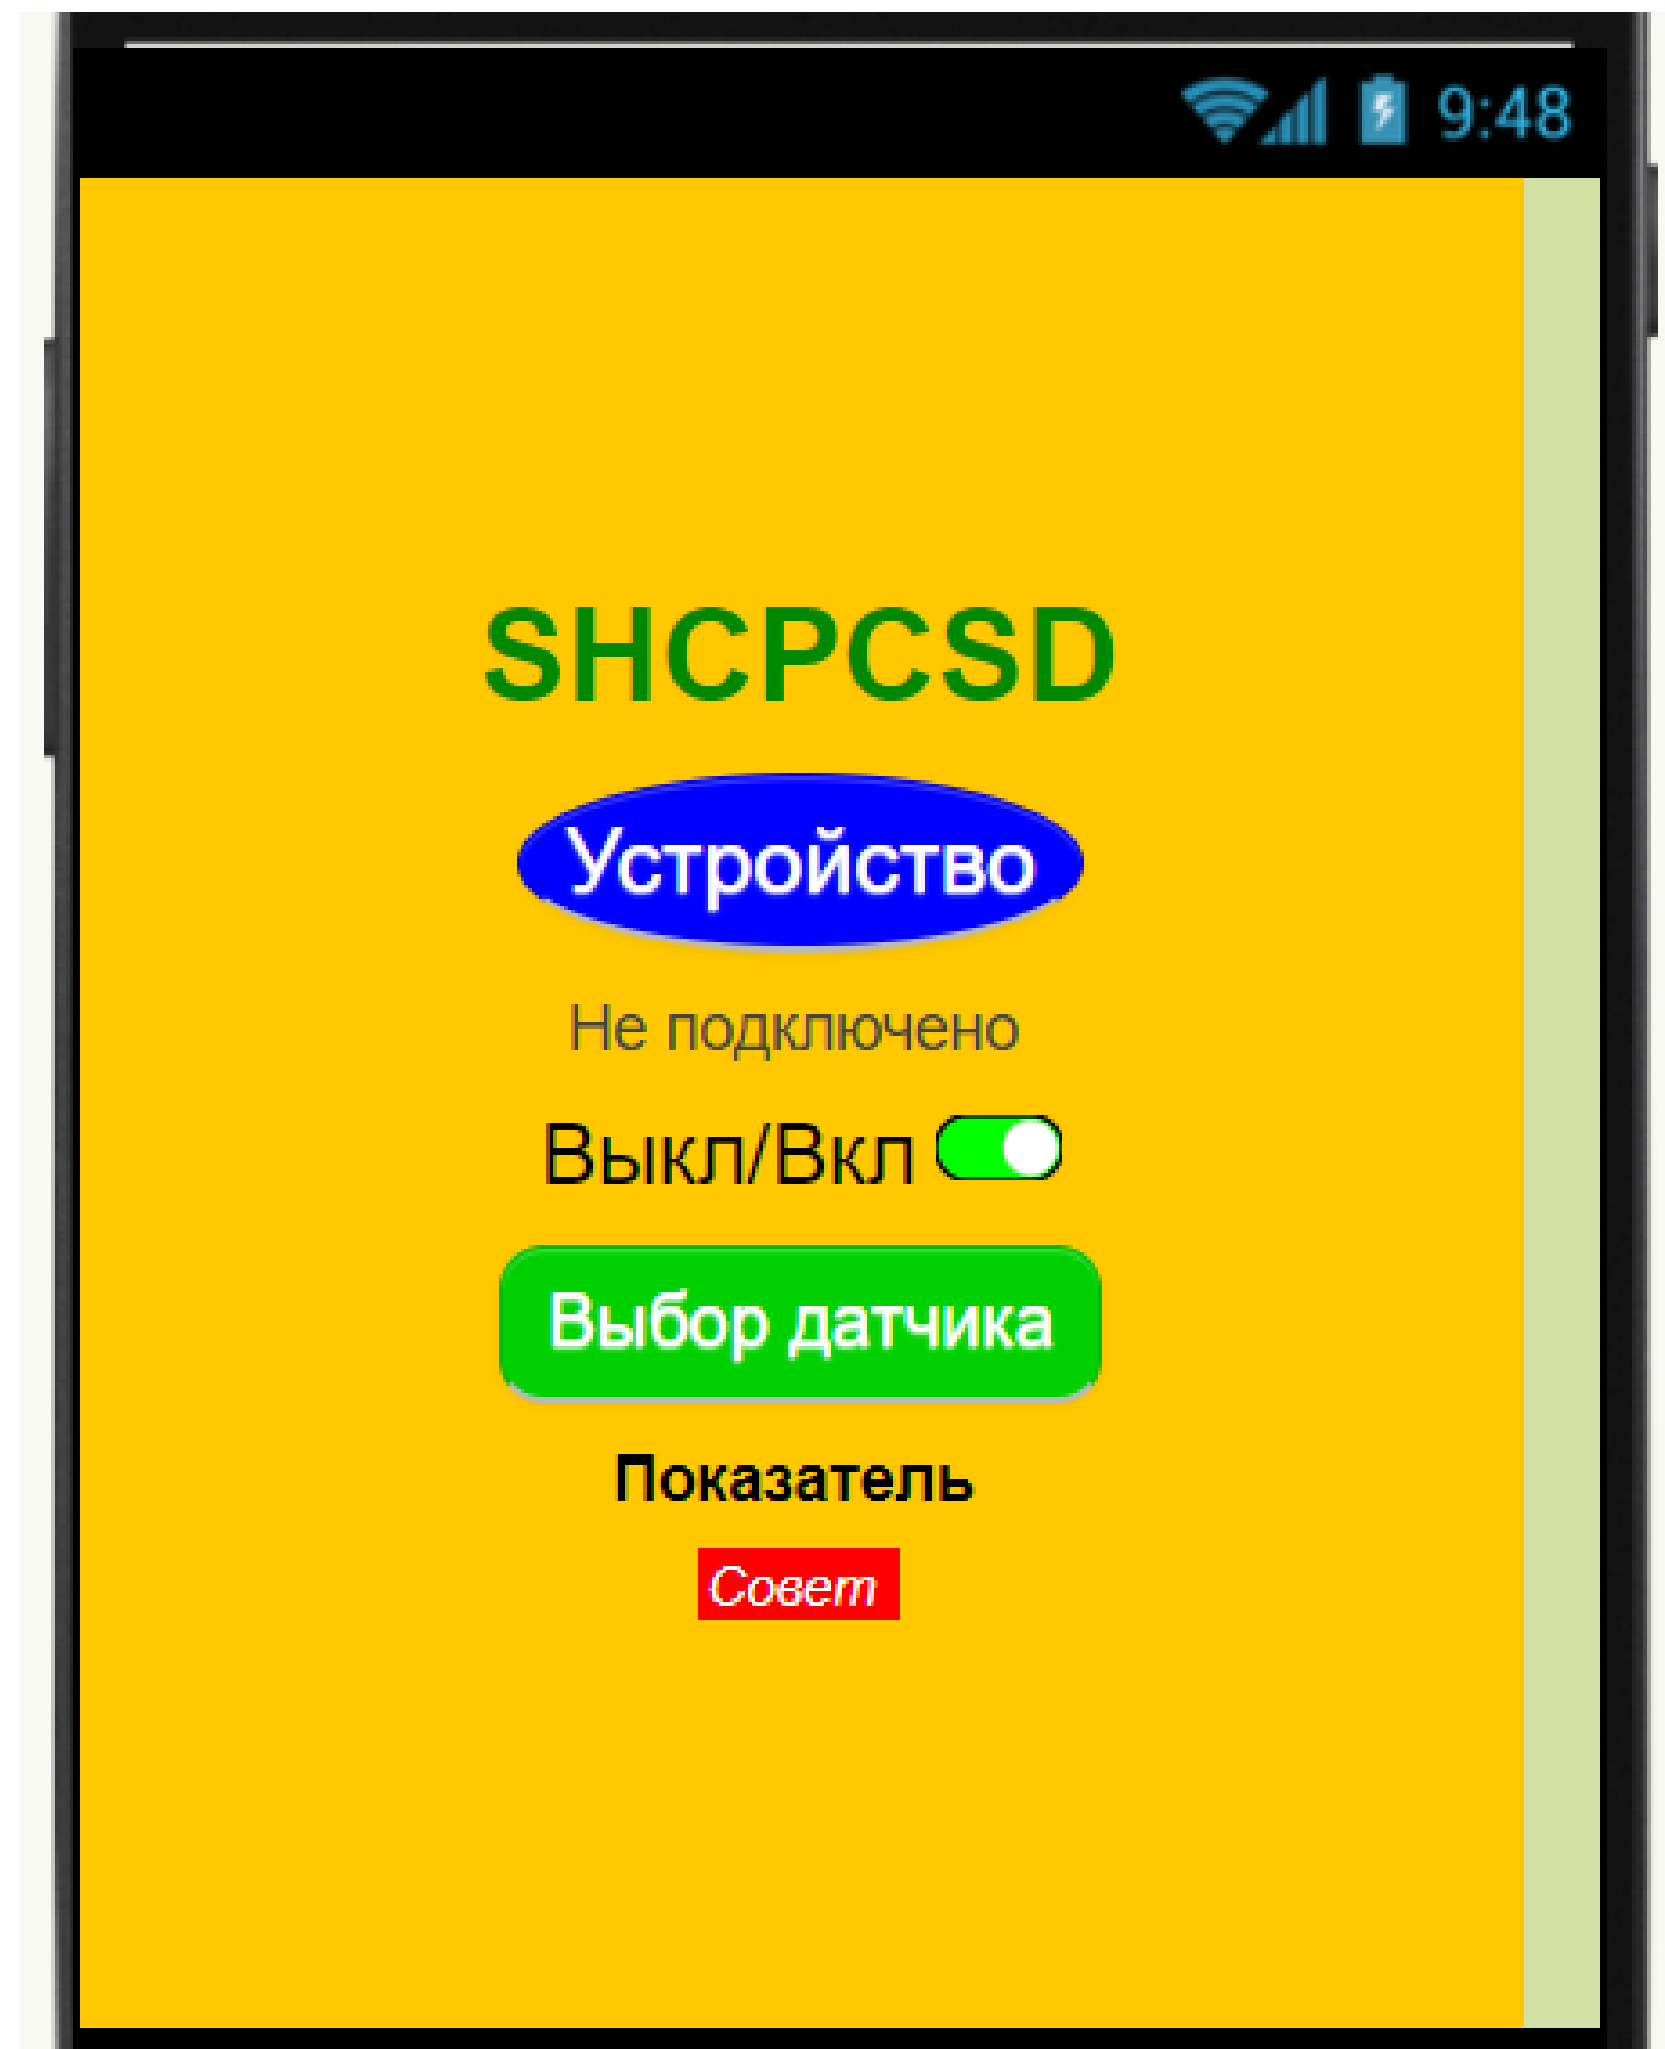 9:48
SHCPCSD
Устройство
Не подключено
Выкл/Вкл
Выбор датчика
Показатель
Совет